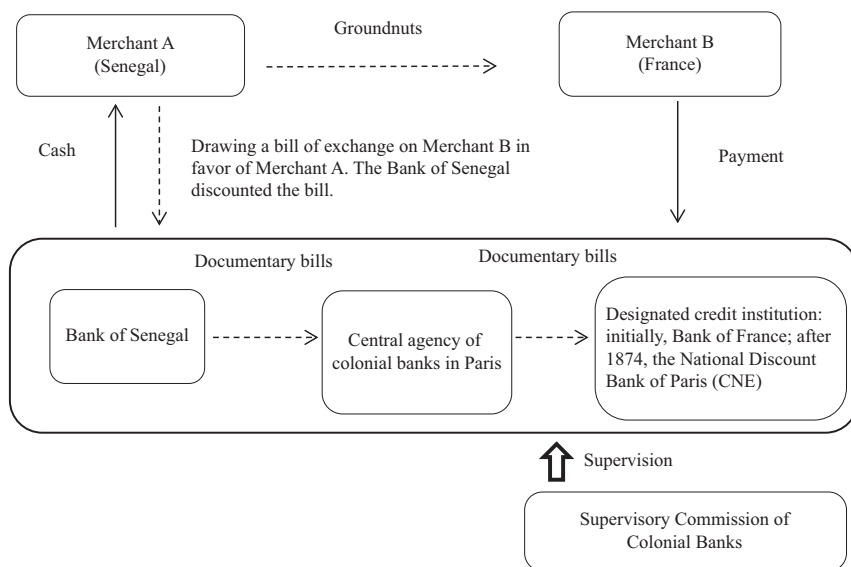 Merchant A
(Senegal)
Groundnuts
Merchant B
(France)
Cash
Drawing a bill of exchange on Merchant B in
favor of Merchant A. The Bank of Senegal
discounted the bill.
Payment
Documentary bills
Documentary bills
Bank of Senegal
Central agency of
colonial banks in Paris
Designated credit institution:
initially, Bank of France; after
1874, the National Discount
Bank of Paris (CNE)
Supervision
Supervisory Commission of
Colonial Banks